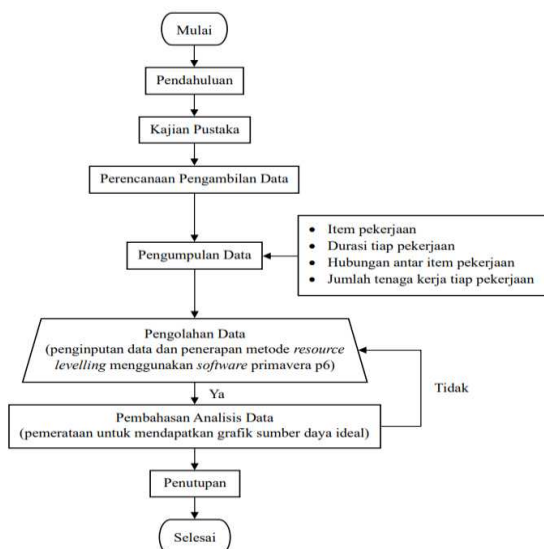 Mulai
Pendahuluan
Kajian Pustaka
Perencanaan Pengambilan Data
Pengumpulan Data
• Item pekerjaan
• Durasi tiap pekerjaan
• Hubungan antar item pekerjaan
• Jumlah tenaga kerja tiap pekerjaan
Pengolahan Data
(penginputan data dan penerapan metode resource
levelling menggunakan software primavera p6)
Tidak
Ya
Pembahasan Analisis Data
(pemerataan untuk mendapatkan grafik sumber daya ideal)
Penutupan
Selesai